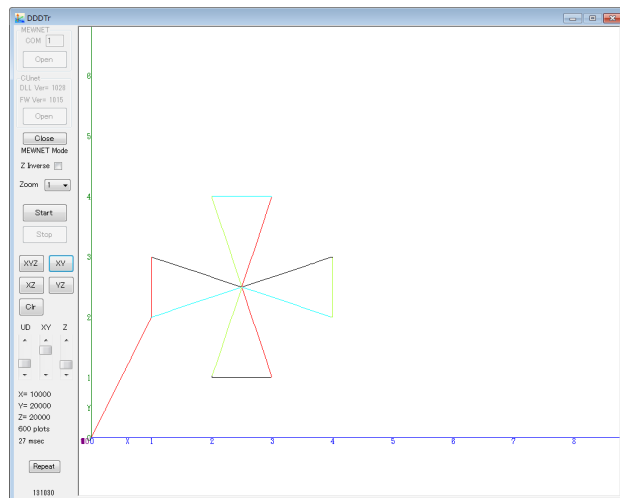 DDDTr
MEWNET
COM 1
Open
CUnet
DLL Ver= 1028
FW Ver= 1015
Open
Close
MEWNET Mode
Z Inverse
Zoom 1
Start
Stop
XYZ XY
XZ YZ
Clr
UD XY Z
X= 10000
Y= 20000
Z= 20000
600 plots
27 msec
Repeat
131030
6
5
4
3
2
1
Y
0
X 1 2 3 4 5 6 7 8